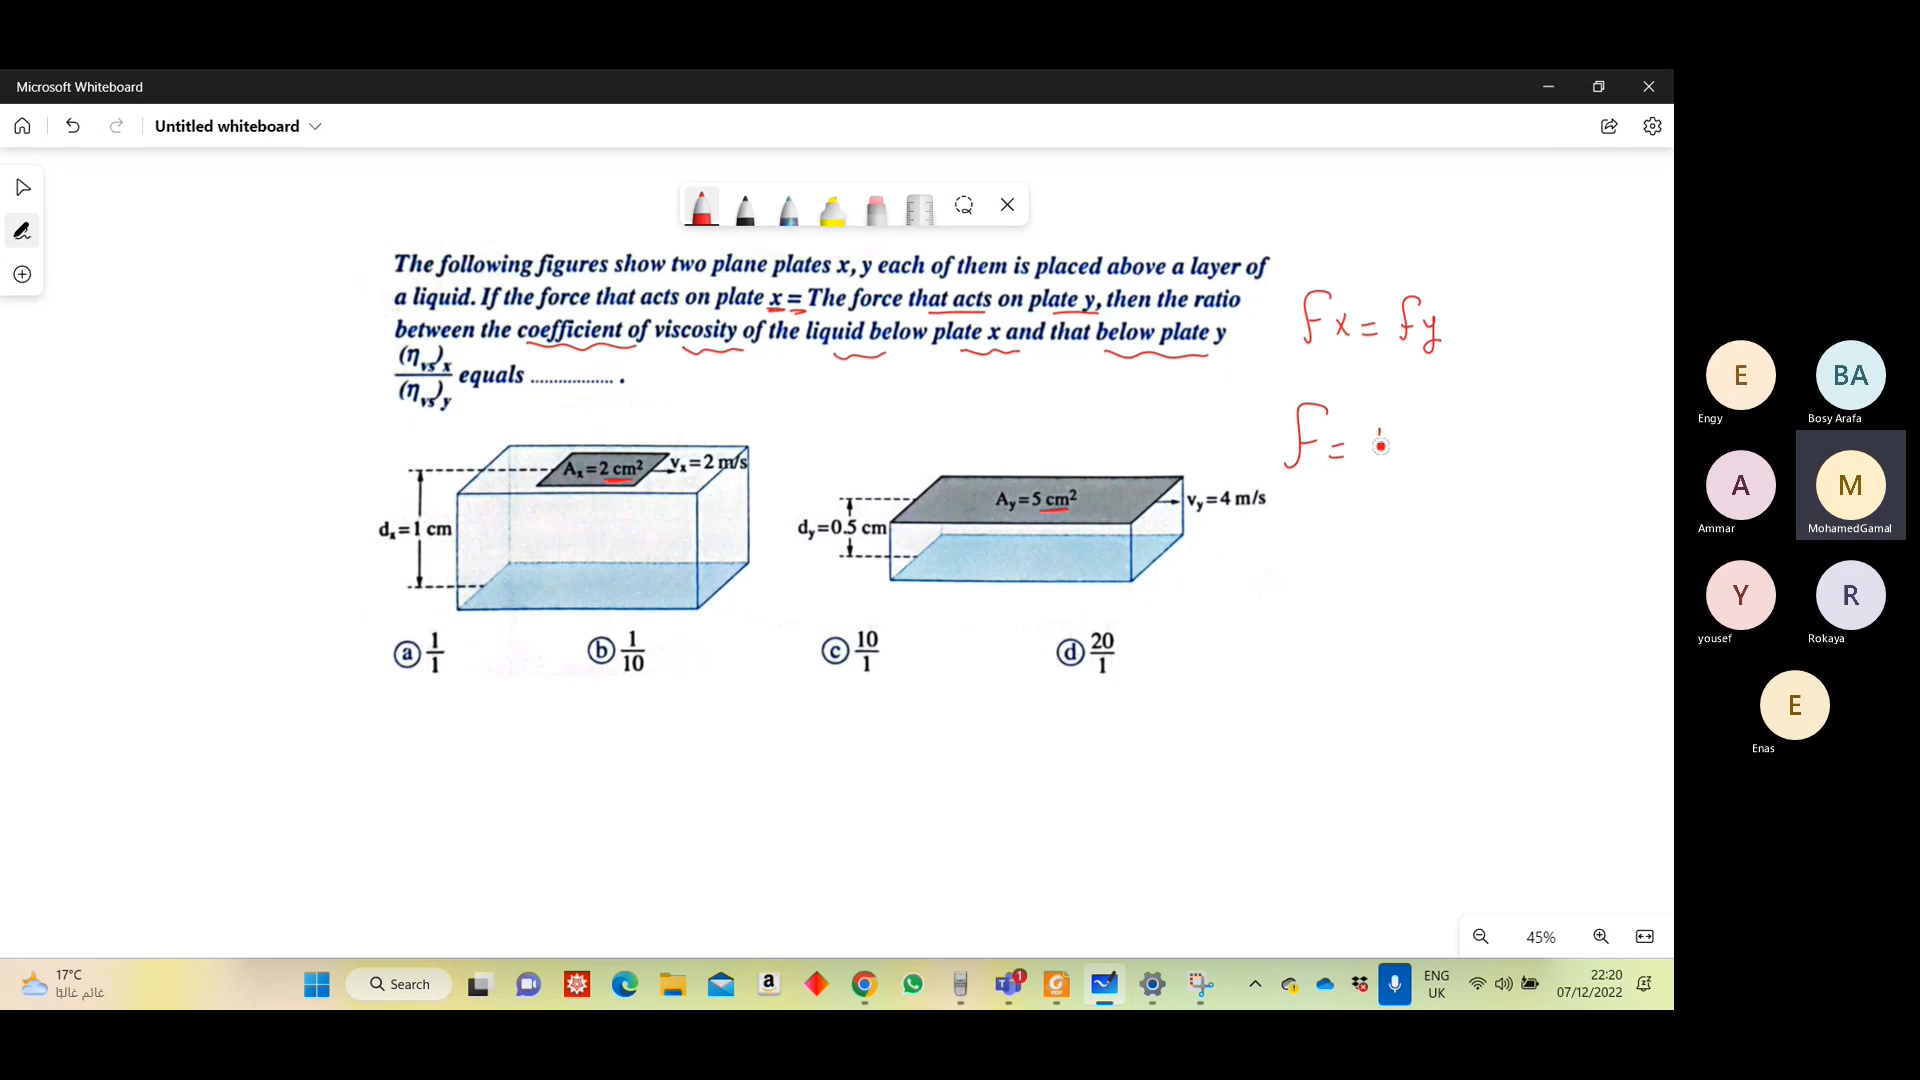 Microsoft Whiteboard
Untitled whiteboard
The following figures show two plane plates x, y each of them is placed above a layer of
a liquid. If the force that acts on plate x = The force that acts on plate y, then the ratio
between the coefficient of viscosity of the liquid below plate x and that below plate y
(η_vs)_x / (η_vs)_y equals ................. .
Fx = Fy
F =
A_x = 2 cm²
v_x = 2 m/s
d_x = 1 cm
A_y = 5 cm²
v_y = 4 m/s
d_y = 0.5 cm
ⓐ 1/1
ⓑ 1/10
ⓒ 10/1
ⓓ 20/1
E
Engy
BA
Bosy Arafa
A
Ammar
M
MohamedGamal
Y
yousef
R
Rokaya
E
Enas
45%
17°C
غائم غالبًا
Search
1
ENG
UK
22:20
07/12/2022